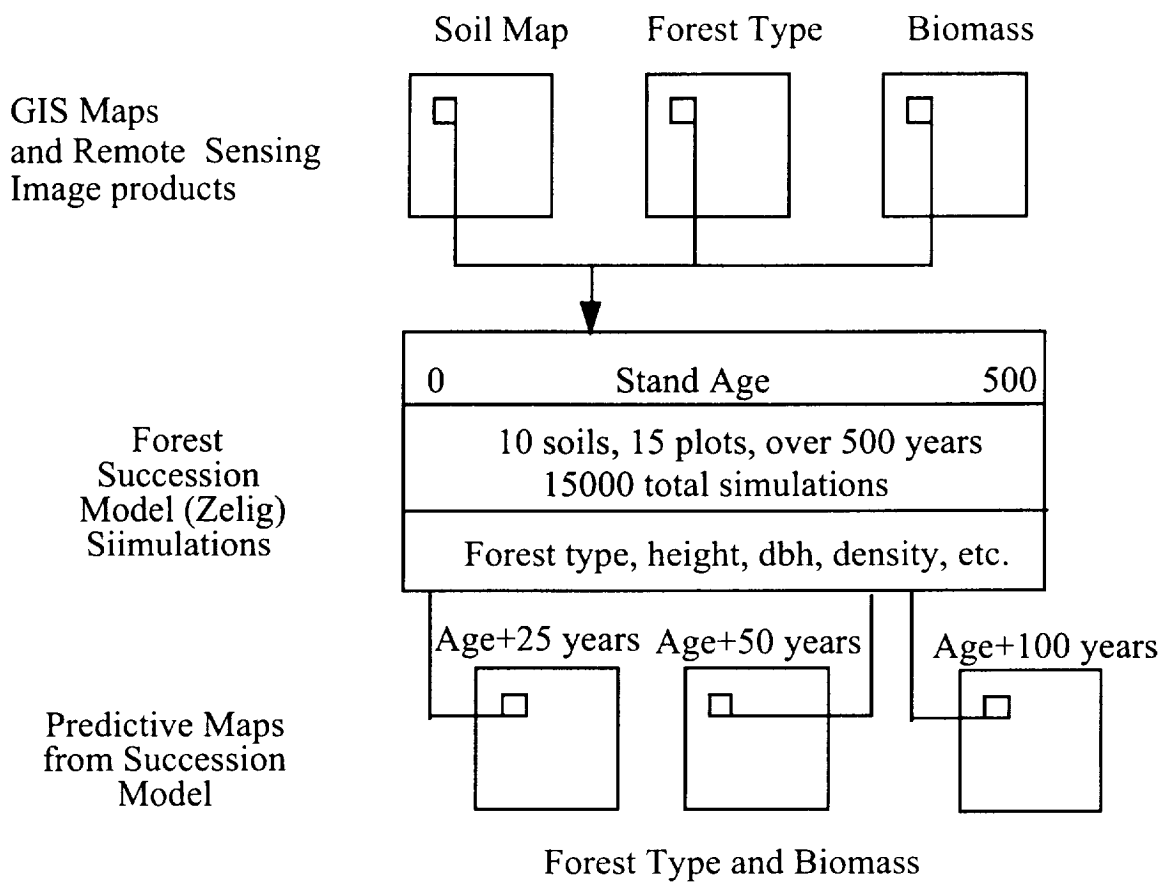 Soil Map
Forest Type
Biomass
GIS Maps
and Remote Sensing
Image products
0 Stand Age 500
10 soils, 15 plots, over 500 years
15000 total simulations
Forest type, height, dbh, density, etc.
Forest
Succession
Model (Zelig)
Siimulations
Age+25 years
Age+50 years
Age+100 years
Predictive Maps
from Succession
Model
Forest Type and Biomass